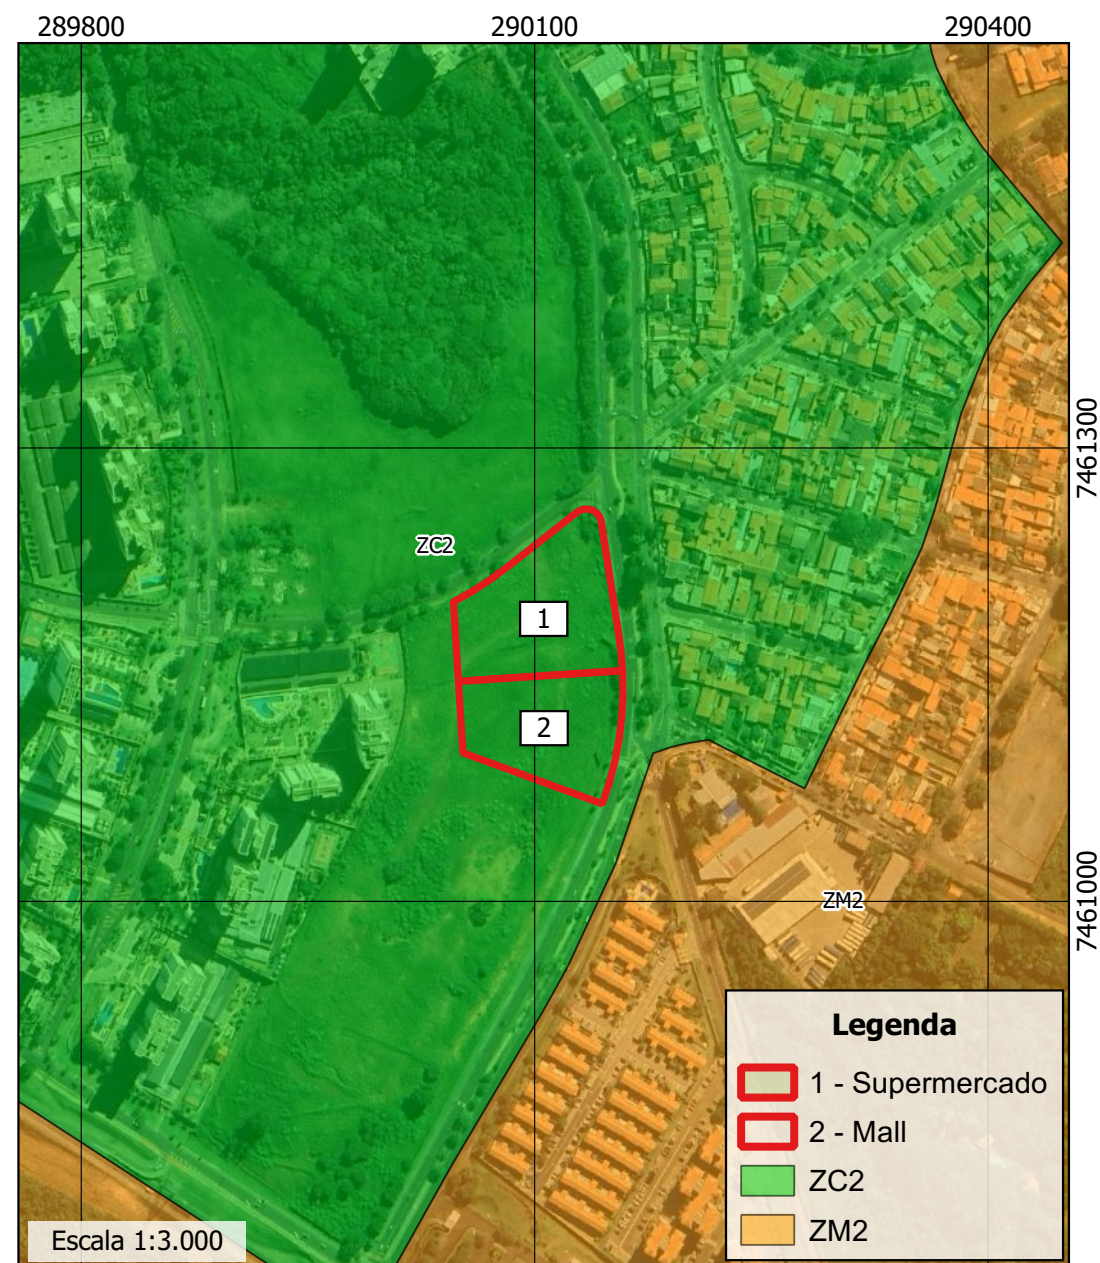 289800
290100
290400
7461300
ZC2
1
2
7461000
ZM2
Legenda
1 - Supermercado
2 - Mall
ZC2
ZM2
Escala 1:3.000